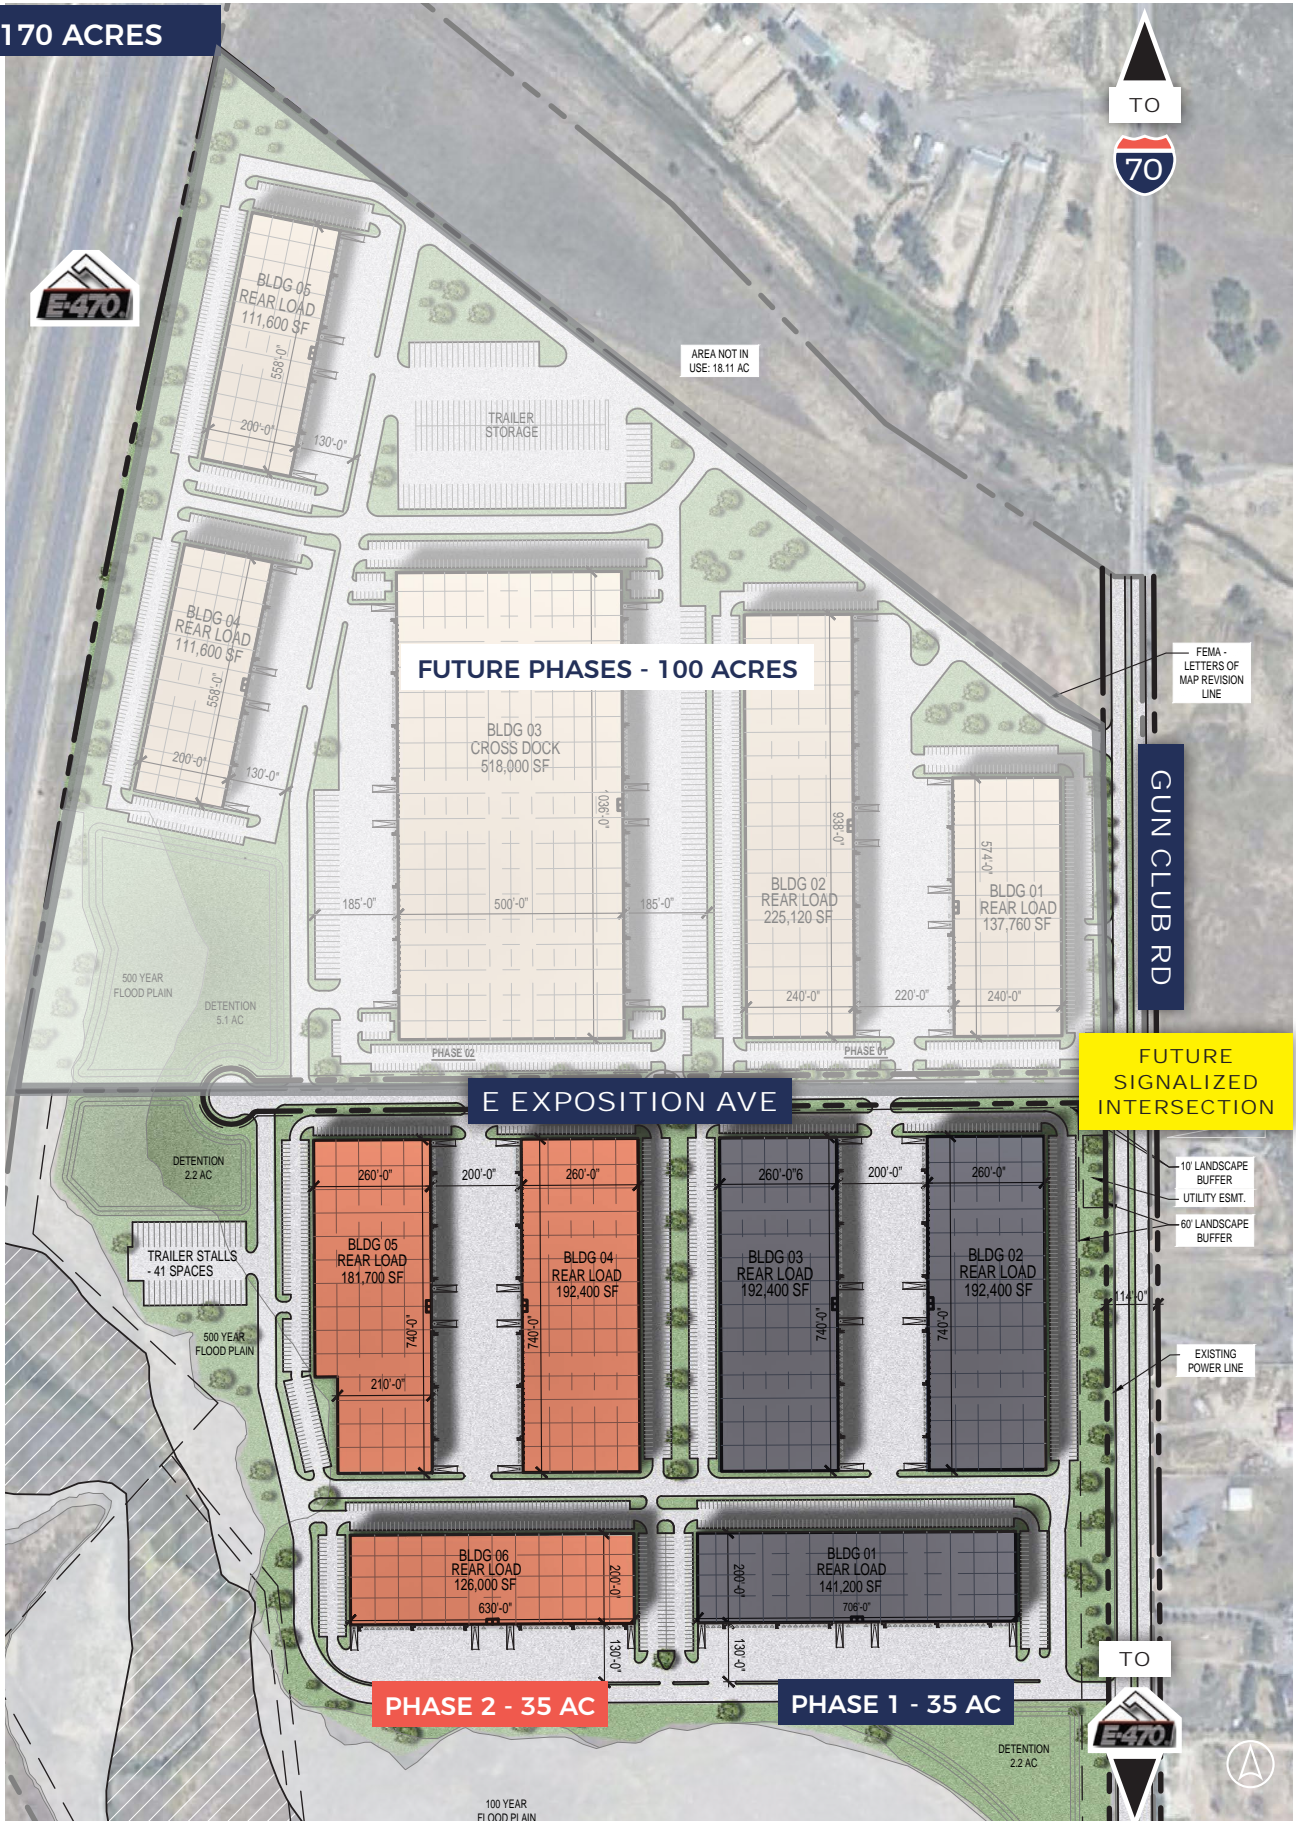 170 ACRES
TO
70
E-470
BLDG 05
REAR LOAD
111,600 SF
558'-0"
200'-0"
130'-0"
AREA NOT IN
USE: 18.11 AC
TRAILER
STORAGE
BLDG 04
REAR LOAD
111,600 SF
558'-0"
200'-0"
130'-0"
FUTURE PHASES - 100 ACRES
FEMA -
LETTERS OF
MAP REVISION
LINE
BLDG 03
CROSS DOCK
518,000 SF
1036'-0"
185'-0"
500'-0"
185'-0"
BLDG 02
REAR LOAD
225,120 SF
938'-0"
240'-0"
220'-0"
BLDG 01
REAR LOAD
137,760 SF
574'-0"
240'-0"
GUN CLUB RD
500 YEAR
FLOOD PLAIN
DETENTION
5.1 AC
PHASE 02
PHASE 01
FUTURE
SIGNALIZED
INTERSECTION
E EXPOSITION AVE
DETENTION
2.2 AC
TRAILER STALLS
- 41 SPACES
500 YEAR
FLOOD PLAIN
260'-0"
200'-0"
260'-0"
260'-0"6
200'-0"
260'-0"
BLDG 05
REAR LOAD
181,700 SF
740'-0"
210'-0"
BLDG 04
REAR LOAD
192,400 SF
740'-0"
BLDG 03
REAR LOAD
192,400 SF
740'-0"
BLDG 02
REAR LOAD
192,400 SF
740'-0"
10' LANDSCAPE
BUFFER
UTILITY ESMT.
60' LANDSCAPE
BUFFER
114'-0"
EXISTING
POWER LINE
BLDG 06
REAR LOAD
126,000 SF
630'-0"
200'-0"
130'-0"
BLDG 01
REAR LOAD
141,200 SF
706'-0"
200'-0"
130'-0"
PHASE 2 - 35 AC
PHASE 1 - 35 AC
TO
E-470
DETENTION
2.2 AC
100 YEAR
FLOOD PLAIN